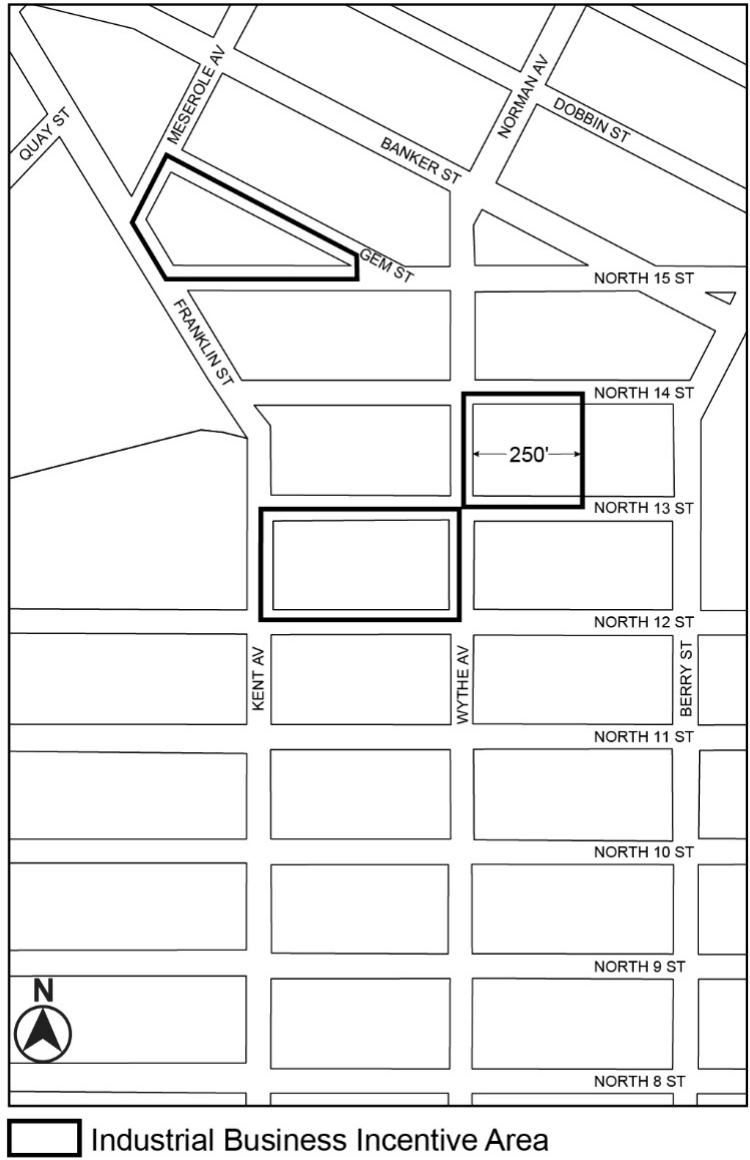 MESEROLE AV
NORMAN AV
QUAY ST
DOBBIN ST
BANKER ST
GEM ST
NORTH 15 ST
FRANKLIN ST
NORTH 14 ST
250'
NORTH 13 ST
NORTH 12 ST
KENT AV
WYTHE AV
BERRY ST
NORTH 11 ST
NORTH 10 ST
NORTH 9 ST
N
NORTH 8 ST
Industrial Business Incentive Area